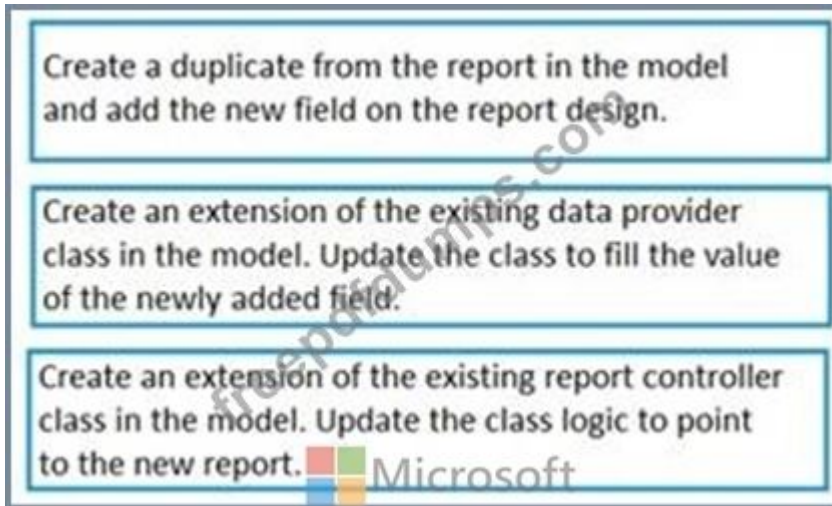 Create a duplicate from the report in the model
and add the new field on the report design.
Create an extension of the existing data provider
class in the model. Update the class to fill the value
of the newly added field.
Create an extension of the existing report controller
class in the model. Update the class logic to point
to the new report.
Microsoft
freepdfdumps.com